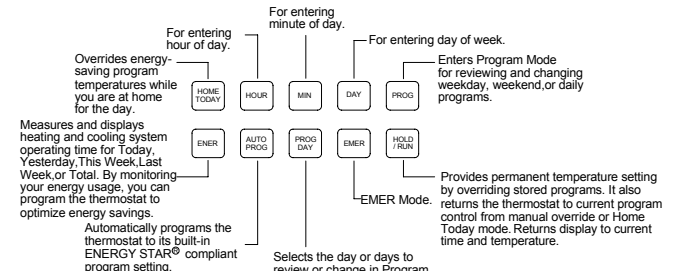 For entering
minute of day.
For entering
hour of day.
For entering day of week.
Overrides energy-
saving program
temperatures while
you are at home
for the day.
Enters Program Mode
for reviewing and changing
weekday, weekend,or daily
programs.
HOME
TODAY
HOUR
MIN
DAY
PROG
Measures and displays
heating and cooling system
operating time for Today,
Yesterday,This Week,Last
Week,or Total. By monitoring
your energy usage, you can
program the thermostat to
optimize energy savings.
ENER
AUTO
PROG
PROG
DAY
EMER
HOLD
/ RUN
EMER Mode.
Provides permanent temperature setting
by overriding stored programs. It also
returns the thermostat to current program
control from manual override or Home
Today mode. Returns display to current
time and temperature.
Automatically programs the
thermostat to its built-in
ENERGY STAR® compliant
program setting.
Selects the day or days to
review or change in Program